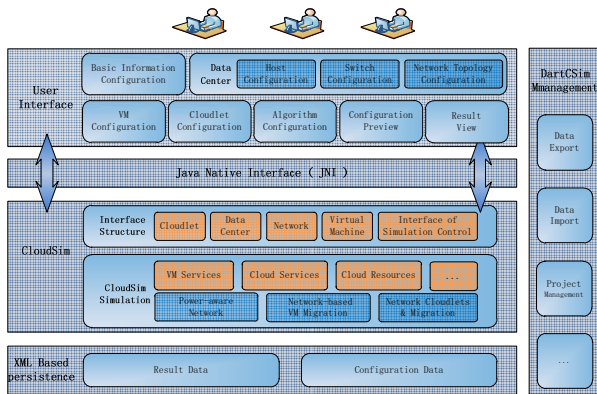 User
Interface
Basic Information
Configuration
Data
Center
Host
Configuration
Switch
Configuration
Network Topology
Configuration
VM
Configuration
Cloudlet
Configuration
Algorithm
Configuration
Configuration
Preview
Result
View
Java Native Interface ( JNI )
CloudSim
Interface
Structure
Cloudlet
Data
Center
Network
Virtual
Machine
Interface of
Simulation Control
CloudSim
Simulation
VM Services
Cloud Services
Cloud Resources
...
Power-aware
Network
Network-based
VM Migration
Network Cloudlets
& Migration
XML Based
persistence
Result Data
Configuration Data
DartCSim
Mmanagement
Data
Export
Data
Import
Project
Management
...